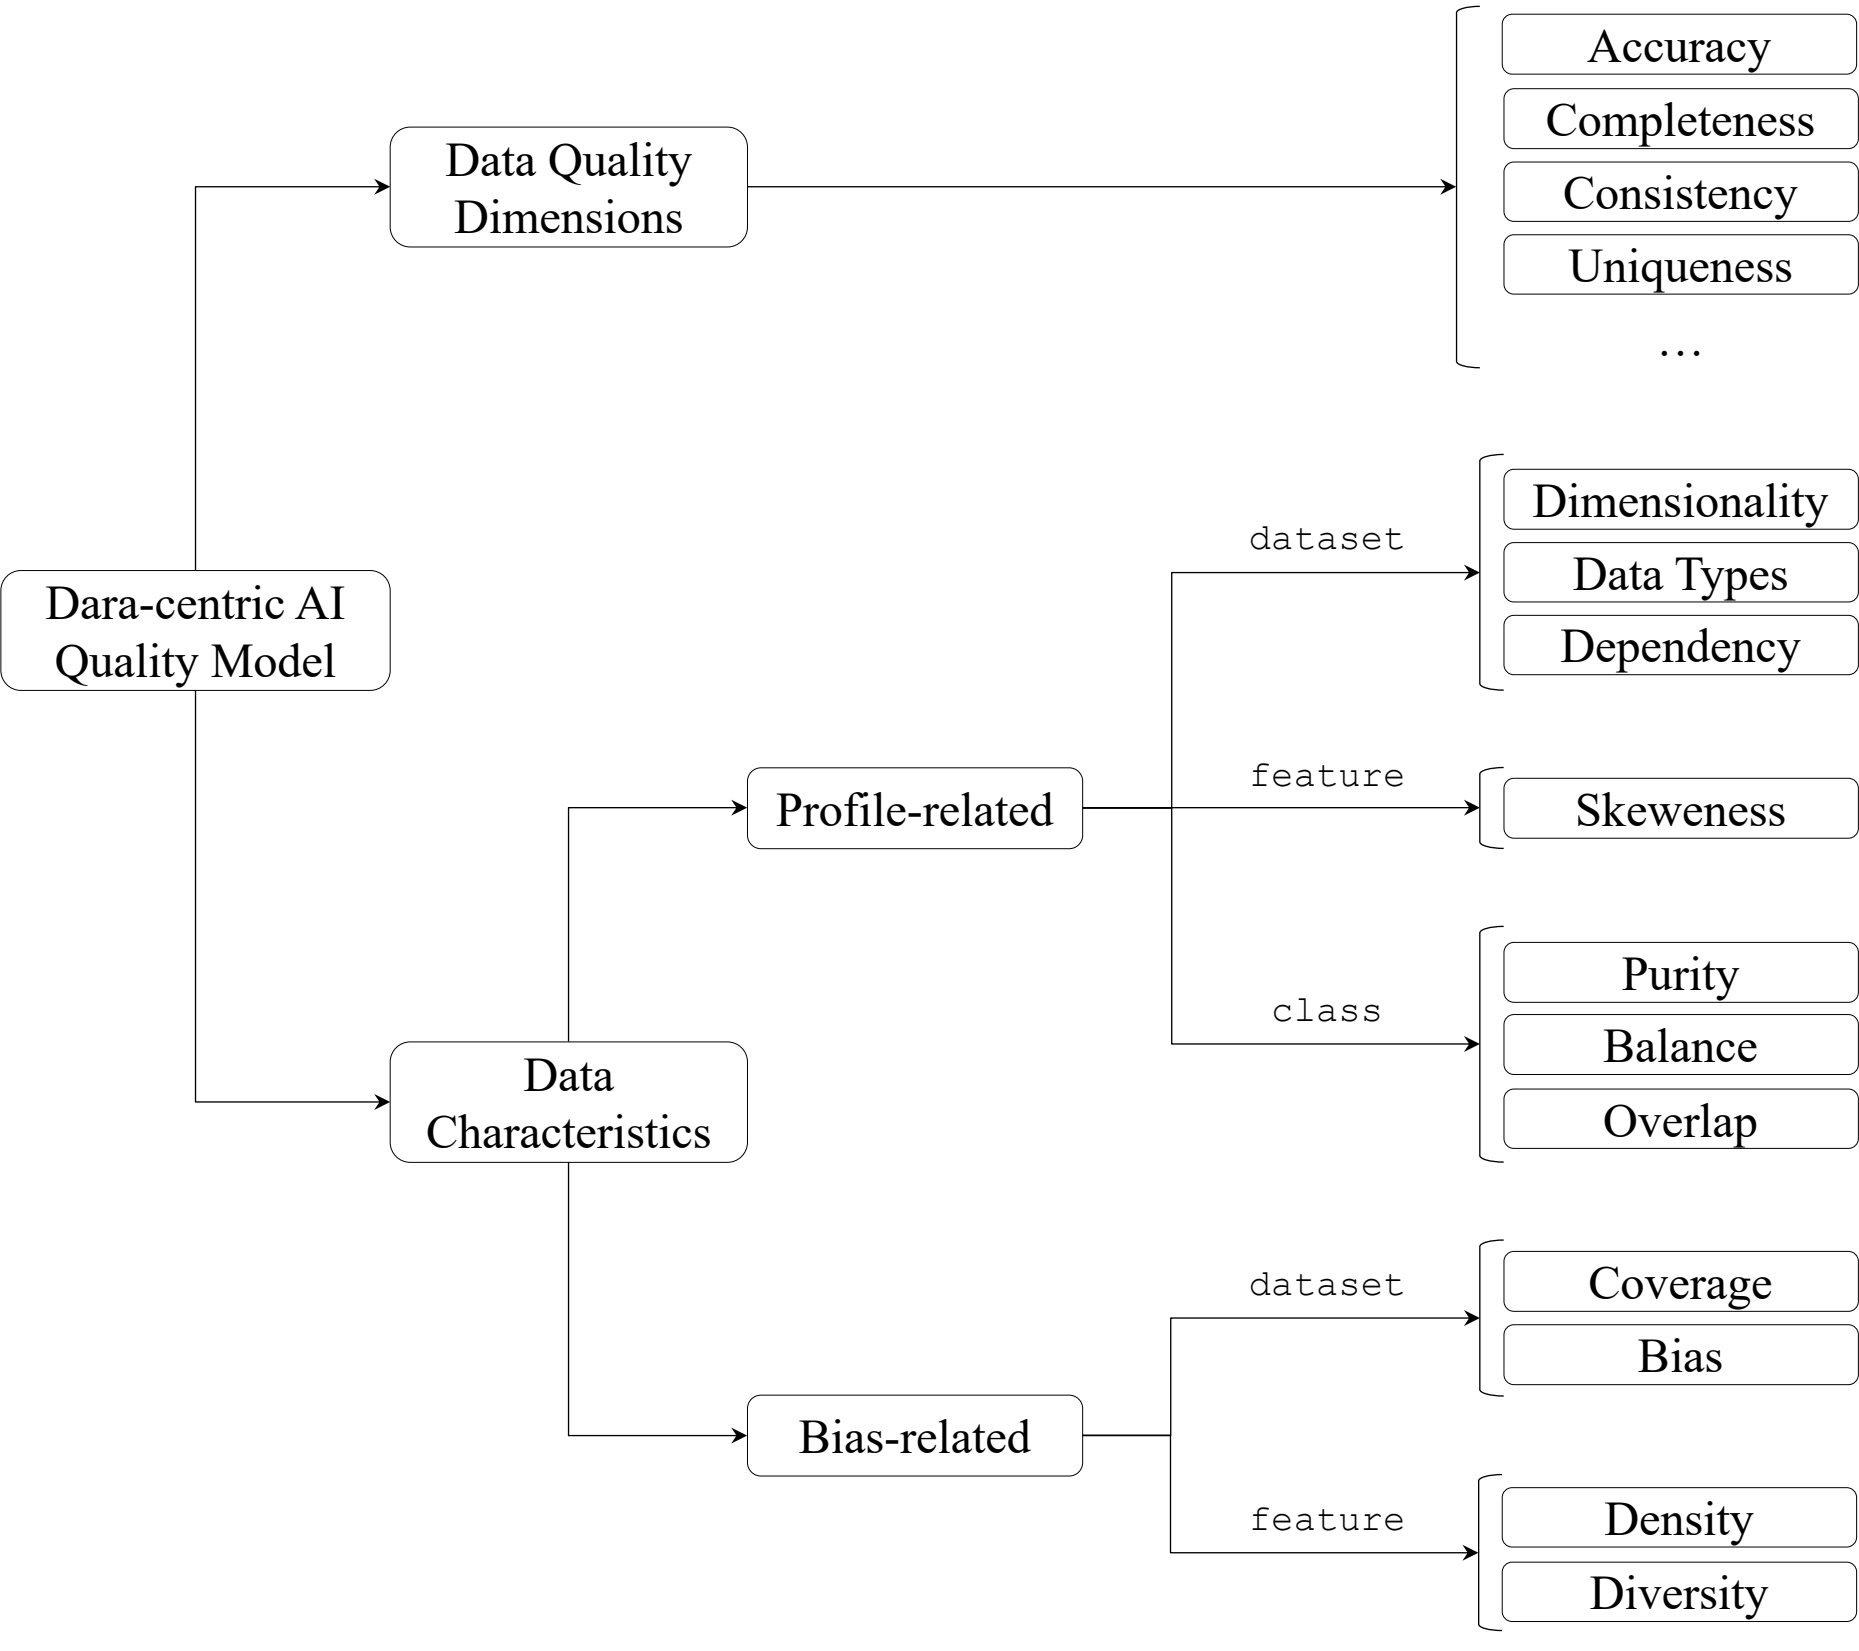 Accuracy
Completeness
Data Quality
Dimensions
Consistency
Uniqueness
...
Dimensionality
dataset
Data Types
Dara-centric AI
Quality Model
Dependency
feature
Profile-related
Skeweness
Purity
class
Balance
Data
Characteristics
Overlap
dataset
Coverage
Bias
Bias-related
feature
Density
Diversity